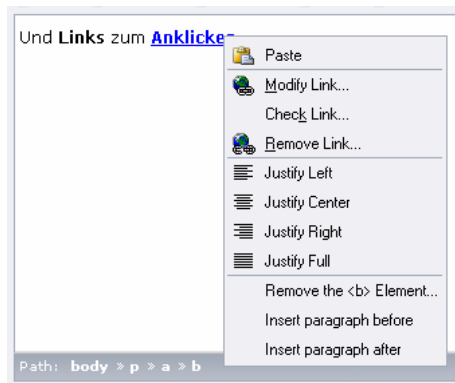 Und Links zum Anklicken
Paste
Modify Link...
Check Link...
Remove Link...
Justify Left
Justify Center
Justify Right
Justify Full
Remove the <b> Element...
Insert paragraph before
Insert paragraph after
Path: body » p » a » b